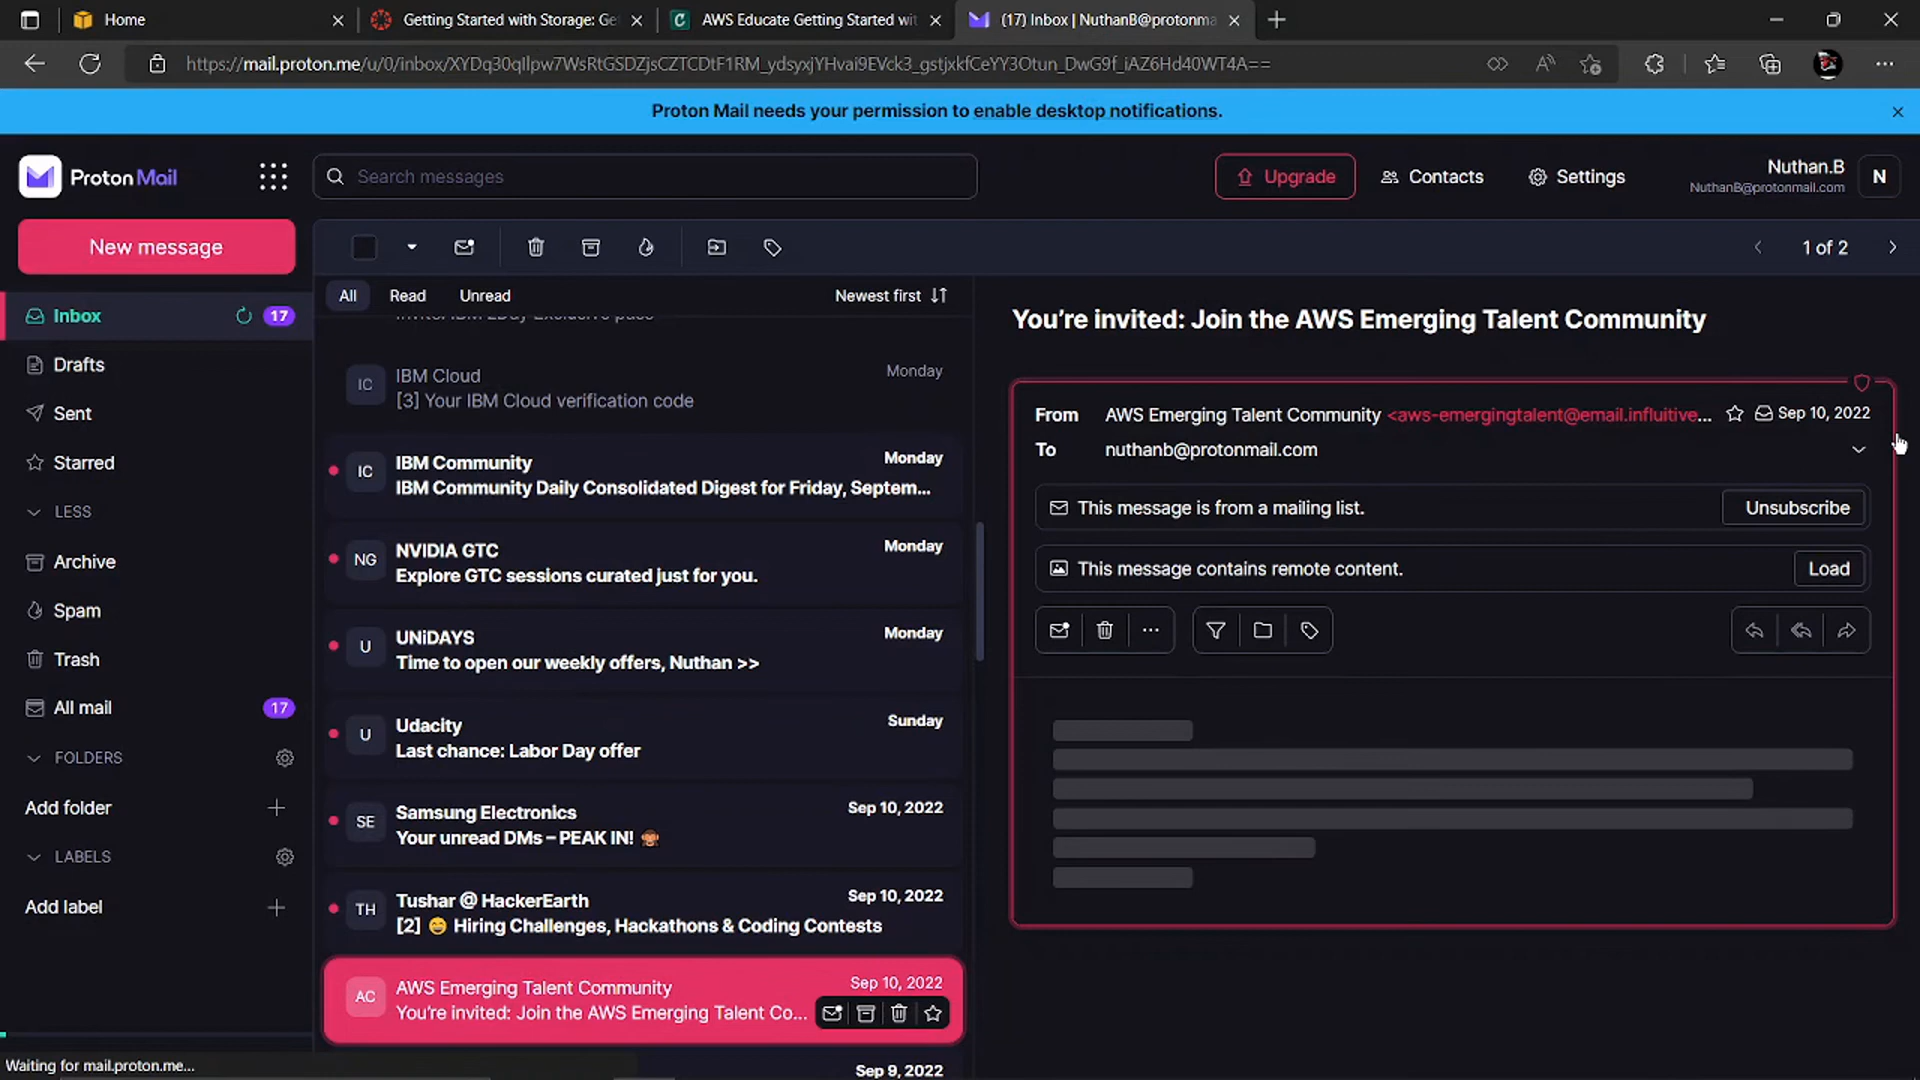 Home
Getting Started with Storage: Ge
AWS Educate Getting Started wit
(17) Inbox | NuthanB@protonma
Proton Mail needs your permission to enable desktop notifications.
Proton Mail
Search messages
Upgrade
Contacts
Settings
Nuthan.B
NuthanB@protonmail.com
N
New message
1 of 2
Inbox
17
Drafts
Sent
Starred
LESS
Archive
Spam
Trash
All mail
17
FOLDERS
Add folder
LABELS
Add label
All
Read
Unread
Newest first
IC
IBM Cloud
Monday
[3] Your IBM Cloud verification code
IC
IBM Community
Monday
IBM Community Daily Consolidated Digest for Friday, Septem...
NG
NVIDIA GTC
Monday
Explore GTC sessions curated just for you.
U
UNiDAYS
Monday
Time to open our weekly offers, Nuthan >>
U
Udacity
Sunday
Last chance: Labor Day offer
SE
Samsung Electronics
Sep 10, 2022
Your unread DMs – PEAK IN! 🙊
TH
Tushar @ HackerEarth
Sep 10, 2022
[2] 😄 Hiring Challenges, Hackathons & Coding Contests
AC
AWS Emerging Talent Community
Sep 10, 2022
You're invited: Join the AWS Emerging Talent Co...
Sep 9, 2022
You're invited: Join the AWS Emerging Talent Community
From AWS Emerging Talent Community <aws-emergingtalent@email.influitive...
Sep 10, 2022
To nuthanb@protonmail.com
This message is from a mailing list.
Unsubscribe
This message contains remote content.
Load
Waiting for mail.proton.me...